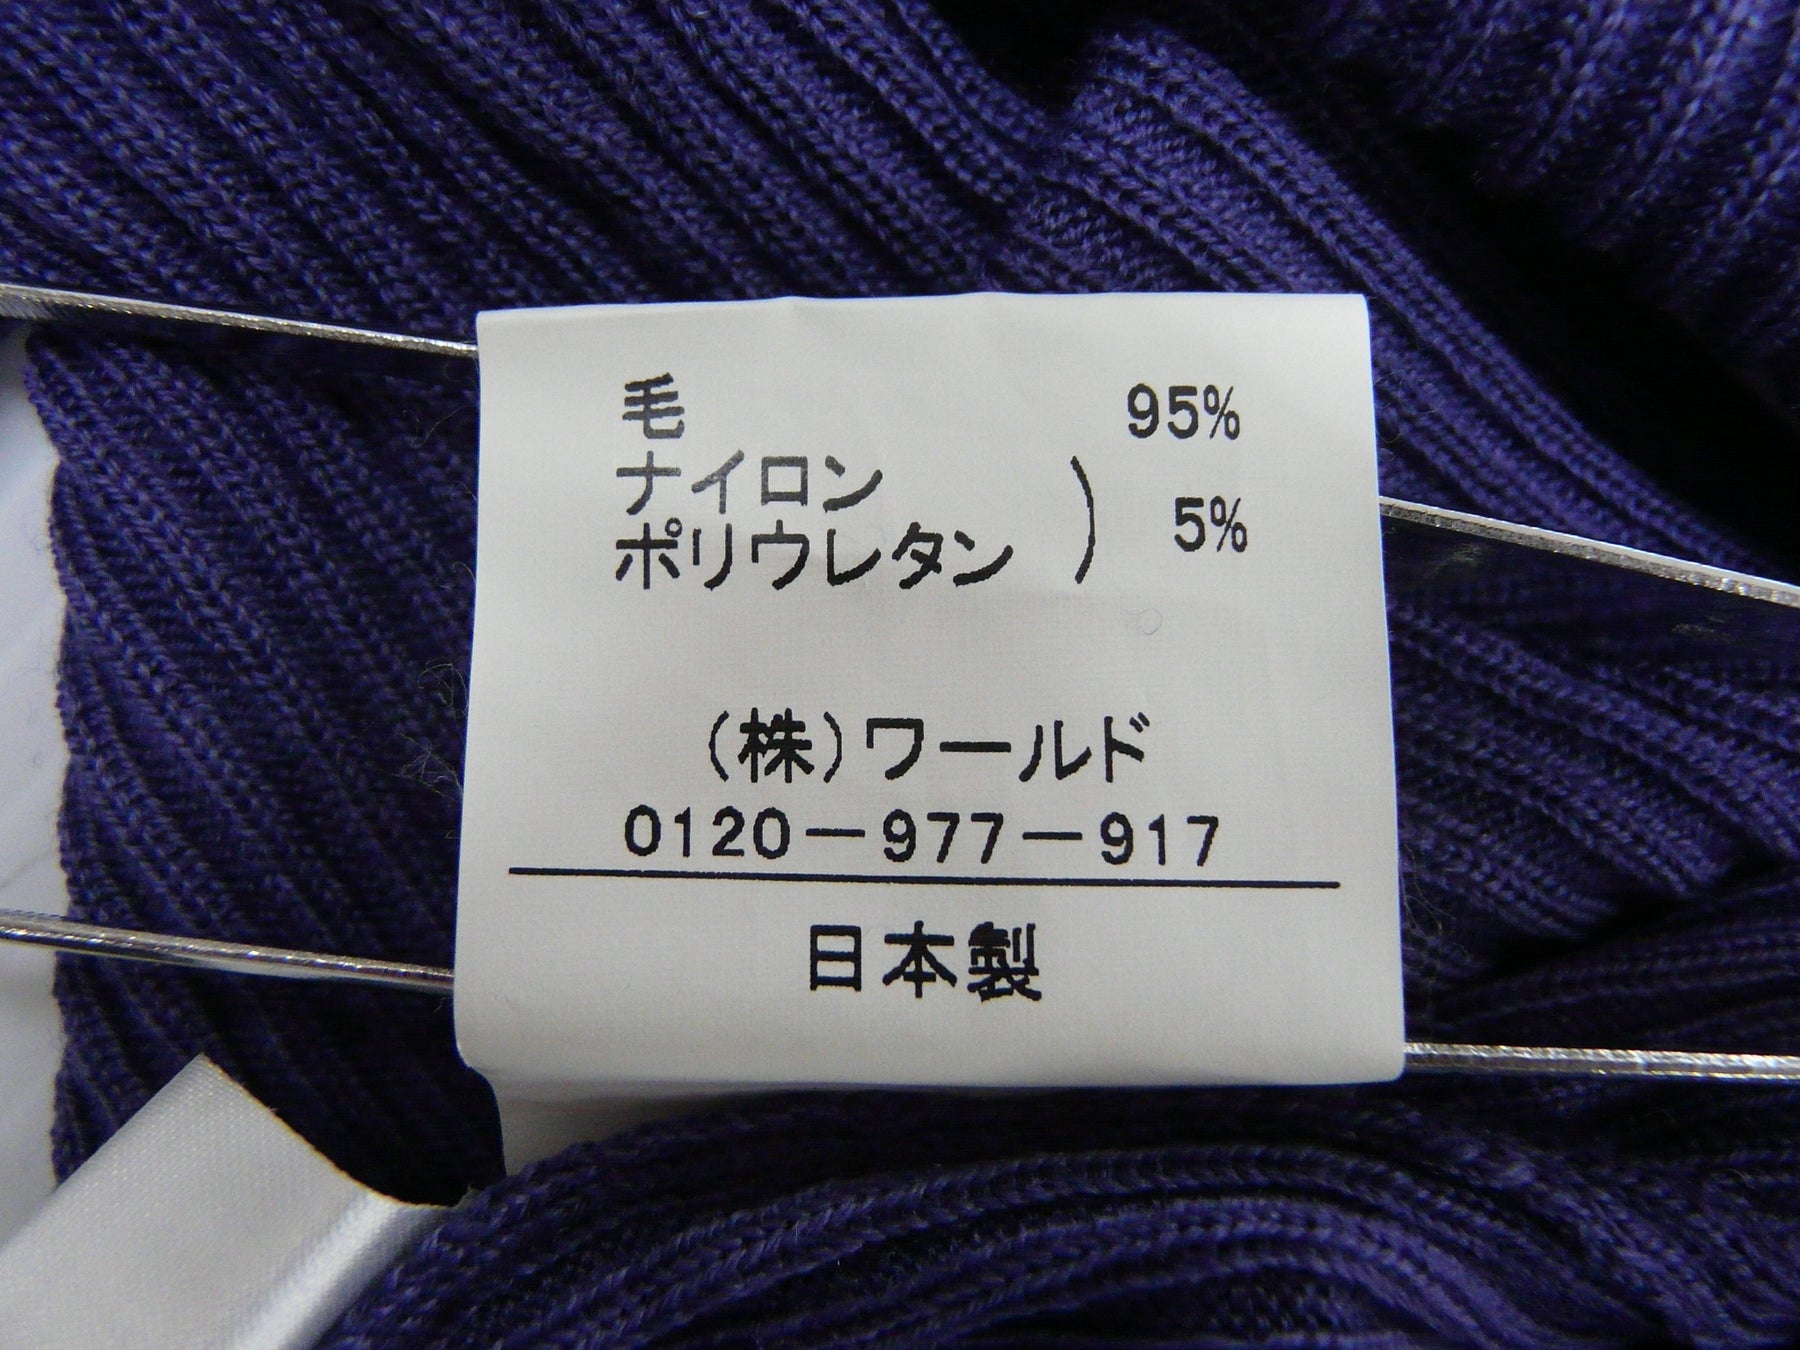 毛 95%
ナイロン
ポリウレタン ) 5%
(株)ワールド
0120-977-917
日本製